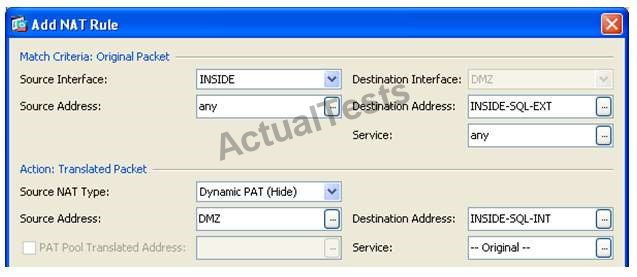 Add NAT Rule
Match Criteria: Original Packet
Source Interface: INSIDE Destination Interface: DMZ
Source Address: any ... Destination Address: INSIDE-SQL-EXT ...
Service: any ...
ActualTests
Action: Translated Packet
Source NAT Type: Dynamic PAT (Hide)
Source Address: DMZ ... Destination Address: INSIDE-SQL-INT ...
PAT Pool Translated Address: ... Service: -- Original -- ...